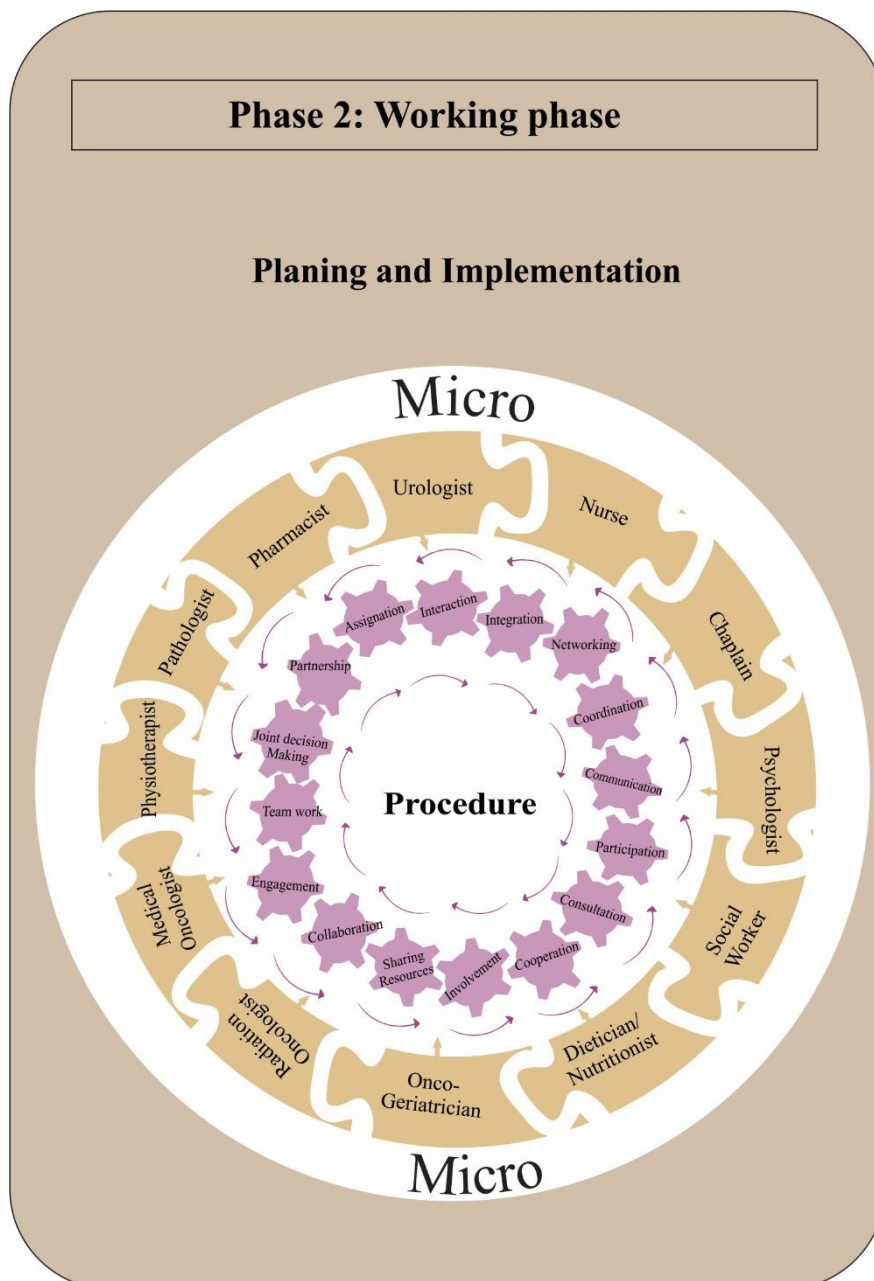 Phase 2: Working phase
Planing and Implementation
Micro
Urologist
Nurse
Chaplain
Psychologist
Social
Worker
Dietician/
Nutritionist
Onco-
Geriatrician
Radiation
Oncologist
Medical
Oncologist
Physiotherapist
Pathologist
Pharmacist
Interaction
Integration
Networking
Coordination
Communication
Participation
Consultation
Cooperation
Involvement
Sharing
Resources
Collaboration
Engagement
Team work
Joint decision
Making
Partnership
Assignation
Procedure
Micro